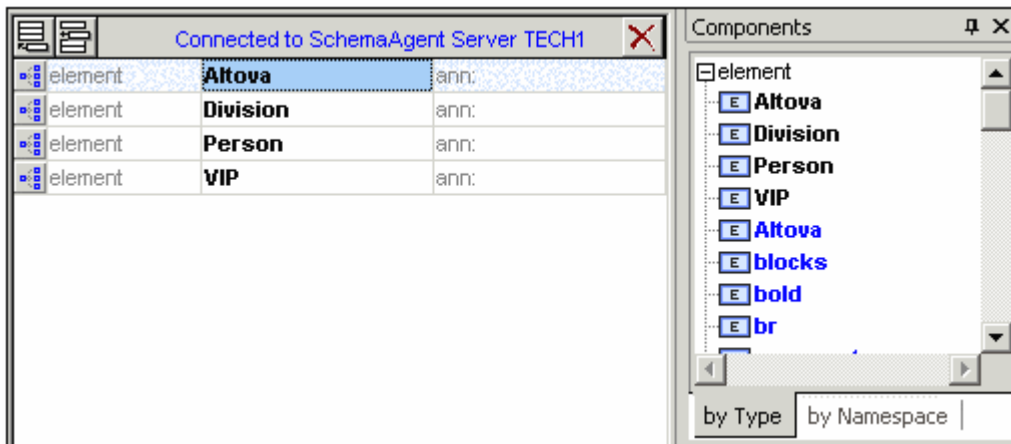 Connected to SchemaAgent Server TECH1
element Altova ann:
element Division ann:
element Person ann:
element VIP ann:
Components
element
E Altova
E Division
E Person
E VIP
E Altova
E blocks
E bold
E br
by Type by Namespace